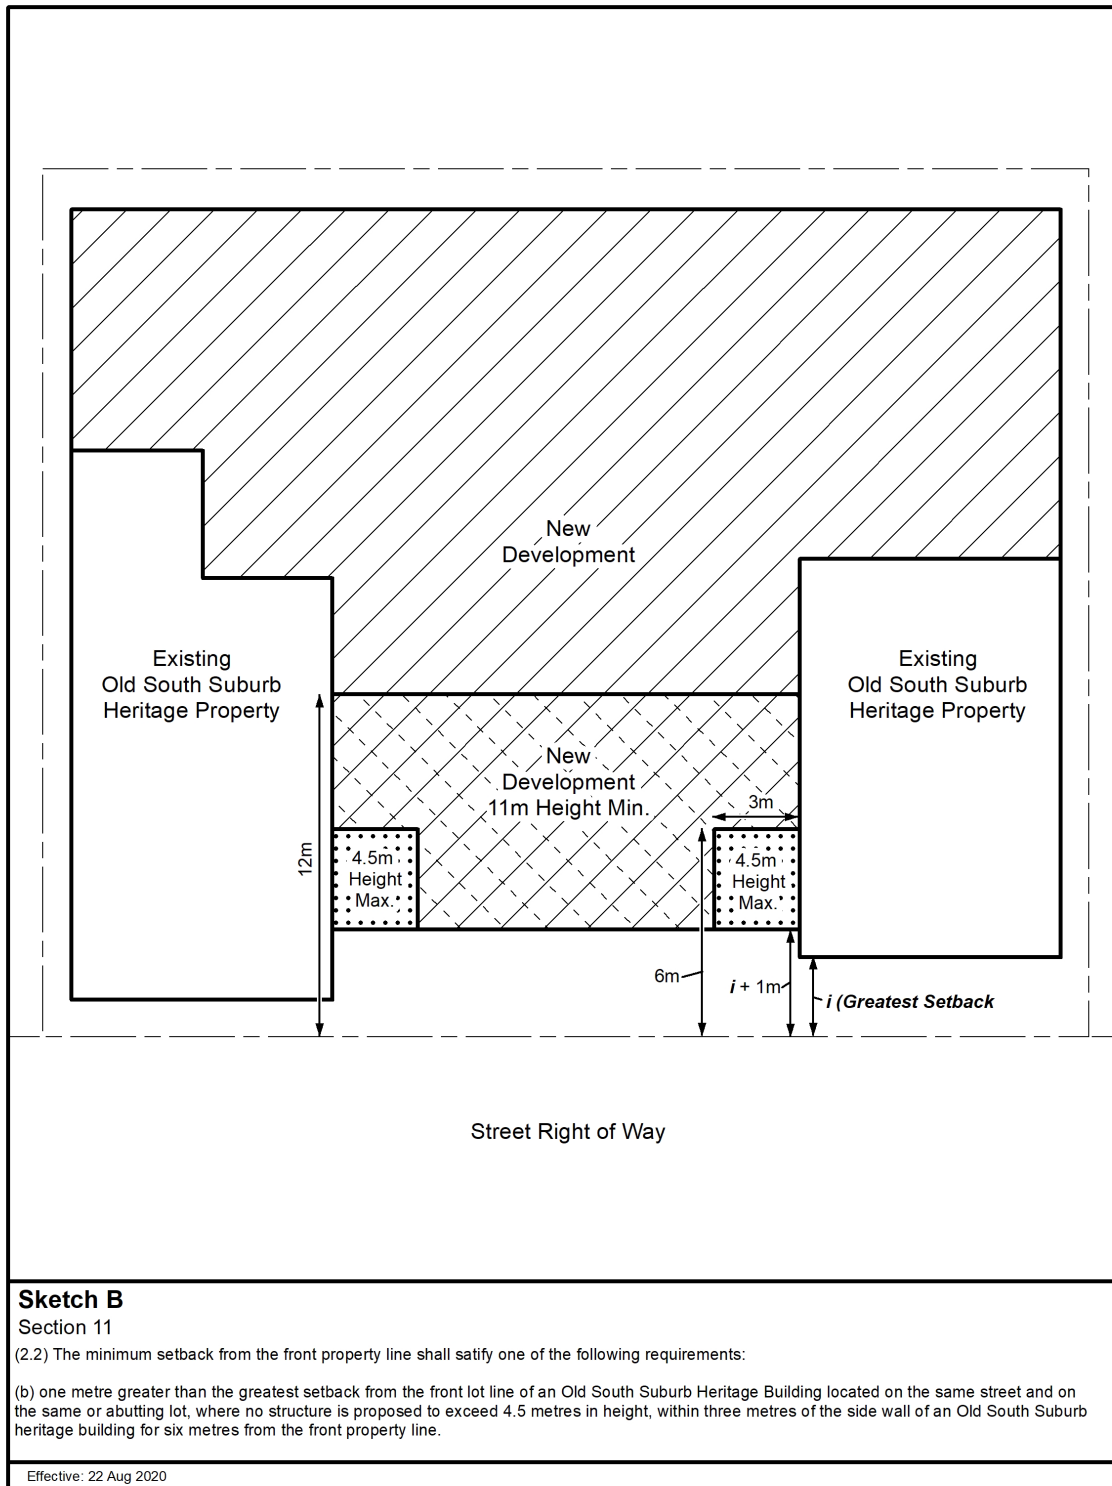 New
Development
Existing
Old South Suburb
Heritage Property
Existing
Old South Suburb
Heritage Property
New
Development
11m Height Min.
3m
12m
4.5m
Height
Max.
4.5m
Height
Max.
6m
i + 1m
i (Greatest Setback
Street Right of Way
Sketch B
Section 11
(2.2) The minimum setback from the front property line shall satify one of the following requirements:
(b) one metre greater than the greatest setback from the front lot line of an Old South Suburb Heritage Building located on the same street and on
the same or abutting lot, where no structure is proposed to exceed 4.5 metres in height, within three metres of the side wall of an Old South Suburb
heritage building for six metres from the front property line.
Effective: 22 Aug 2020